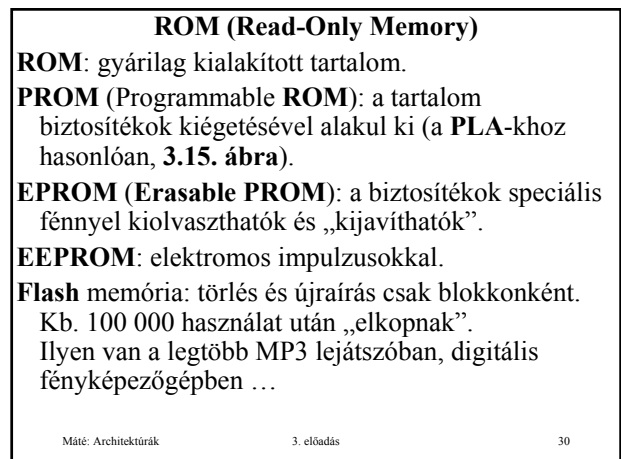 ROM (Read-Only Memory)
ROM: gyárilag kialakított tartalom.
PROM (Programmable ROM): a tartalom
biztosítékok kiégetésével alakul ki (a PLA-khoz
hasonlóan, 3.15. ábra).
EPROM (Erasable PROM): a biztosítékok speciális
fénnyel kiolvaszthatók és „kijavíthatók”.
EEPROM: elektromos impulzusokkal.
Flash memória: törlés és újraírás csak blokkonként.
Kb. 100 000 használat után „elkopnak”.
Ilyen van a legtöbb MP3 lejátszóban, digitális
fényképezőgépben …
Máté: Architektúrák 3. előadás 30